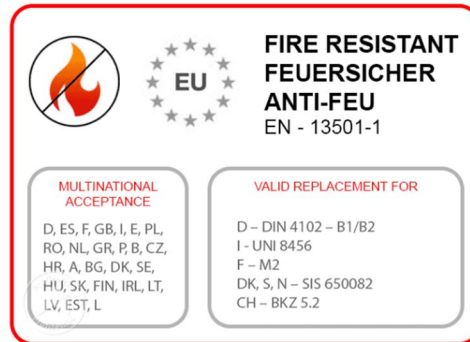 EU
FIRE RESISTANT
FEUERSICHER
ANTI-FEU
EN - 13501-1
MULTINATIONAL
ACCEPTANCE
D, ES, F, GB, I, E, PL,
RO, NL, GR, P, B, CZ,
HR, A, BG, DK, SE,
HU, SK, FIN, IRL, LT,
LV, EST, L
VALID REPLACEMENT FOR
D – DIN 4102 – B1/B2
I - UNI 8456
F – M2
DK, S, N – SIS 650082
CH – BKZ 5.2